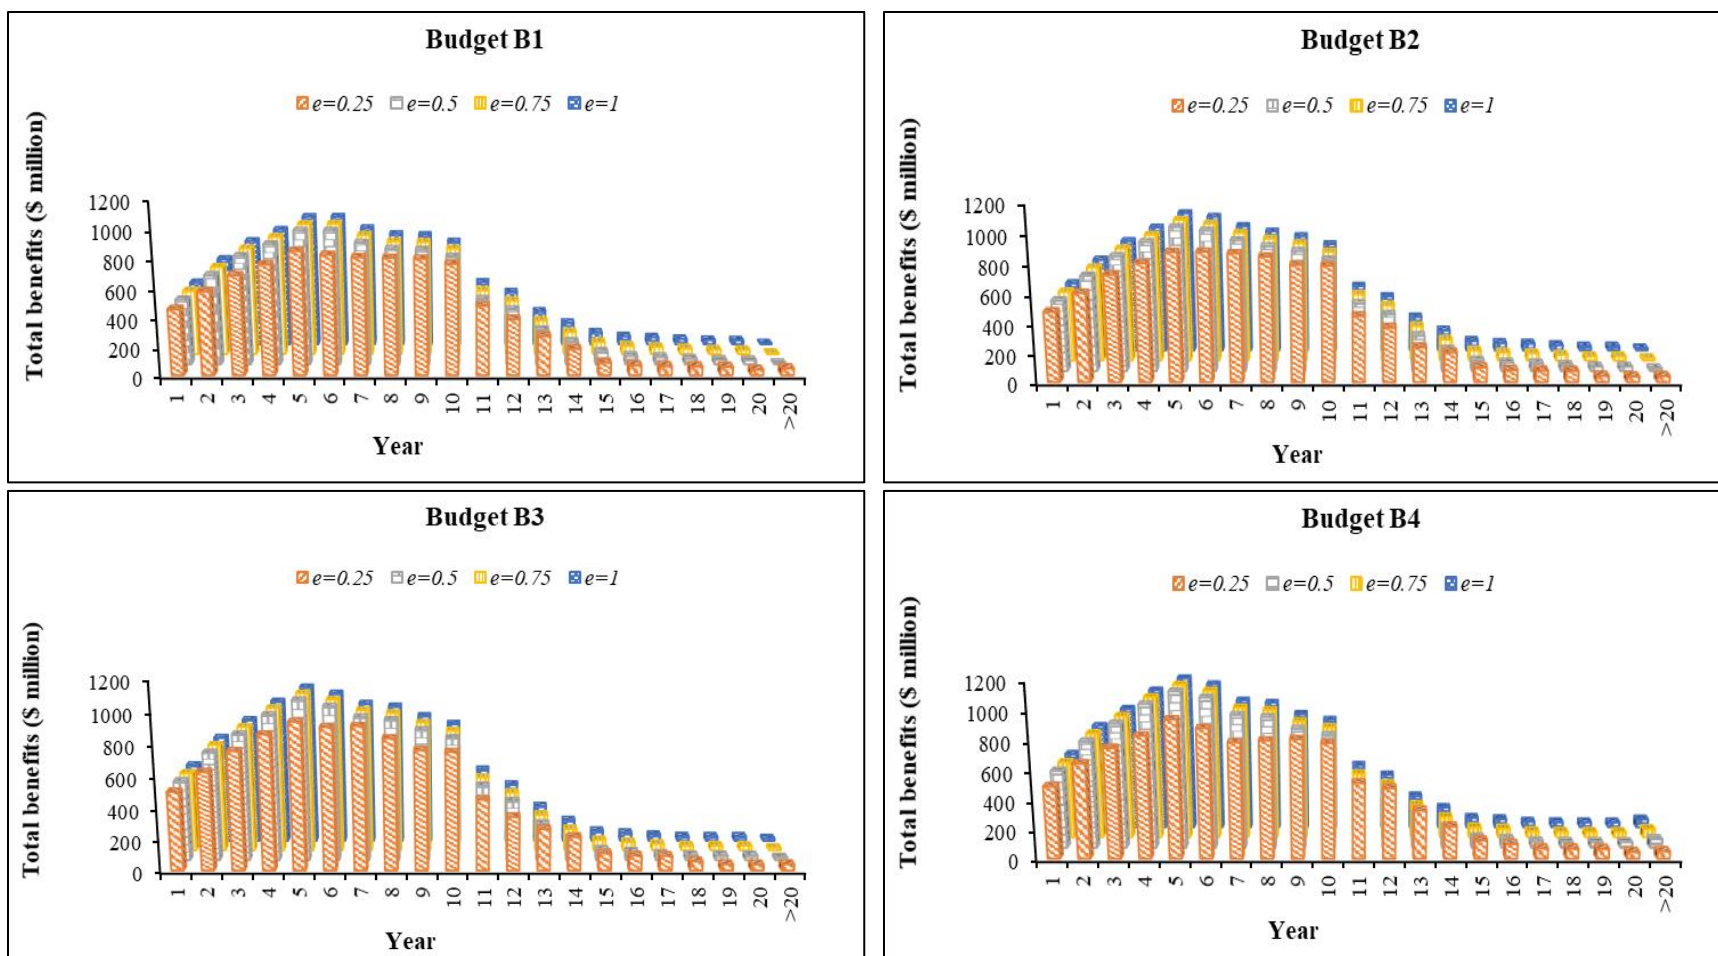 Budget B1
e=0.25 e=0.5 e=0.75 e=1
Total benefits ($ million)
1200
1000
800
600
400
200
0
1 2 3 4 5 6 7 8 9 10 11 12 13 14 15 16 17 18 19 20 >20
Year
Budget B2
e=0.25 e=0.5 e=0.75 e=1
Total benefits ($ million)
1200
1000
800
600
400
200
0
1 2 3 4 5 6 7 8 9 10 11 12 13 14 15 16 17 18 19 20 >20
Year
Budget B3
e=0.25 e=0.5 e=0.75 e=1
Total benefits ($ million)
1200
1000
800
600
400
200
0
1 2 3 4 5 6 7 8 9 10 11 12 13 14 15 16 17 18 19 20 >20
Year
Budget B4
e=0.25 e=0.5 e=0.75 e=1
Total benefits ($ million)
1200
1000
800
600
400
200
0
1 2 3 4 5 6 7 8 9 10 11 12 13 14 15 16 17 18 19 20 >20
Year